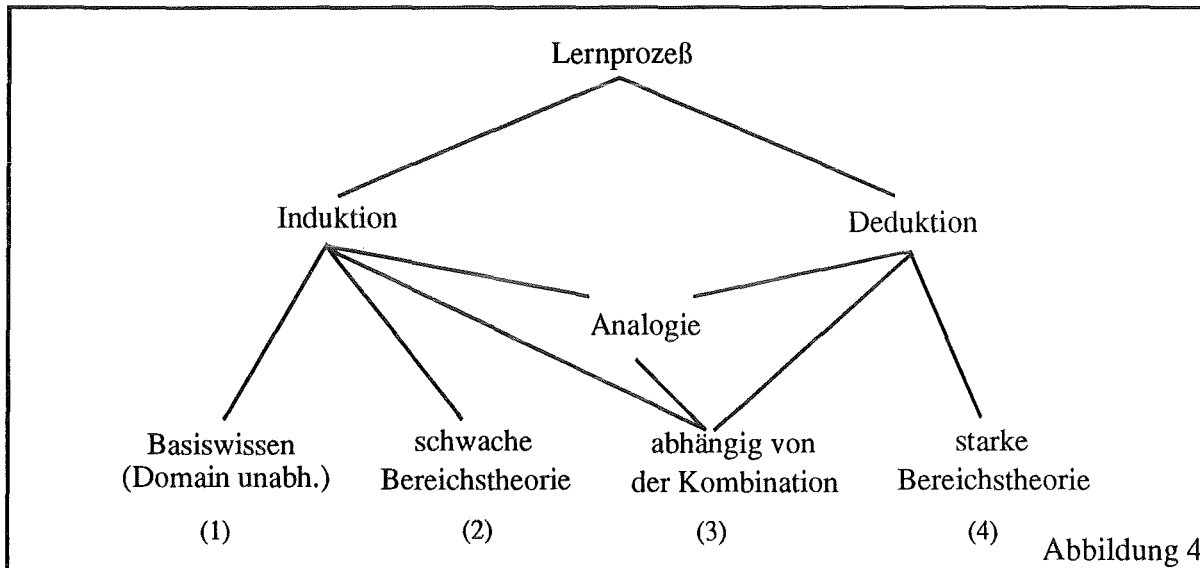 Lernprozeß
Induktion
Deduktion
Analogie
Basiswissen
(Domain unabh.)
(1)
schwache
Bereichstheorie
(2)
abhängig von
der Kombination
(3)
starke
Bereichstheorie
(4)
Abbildung 4